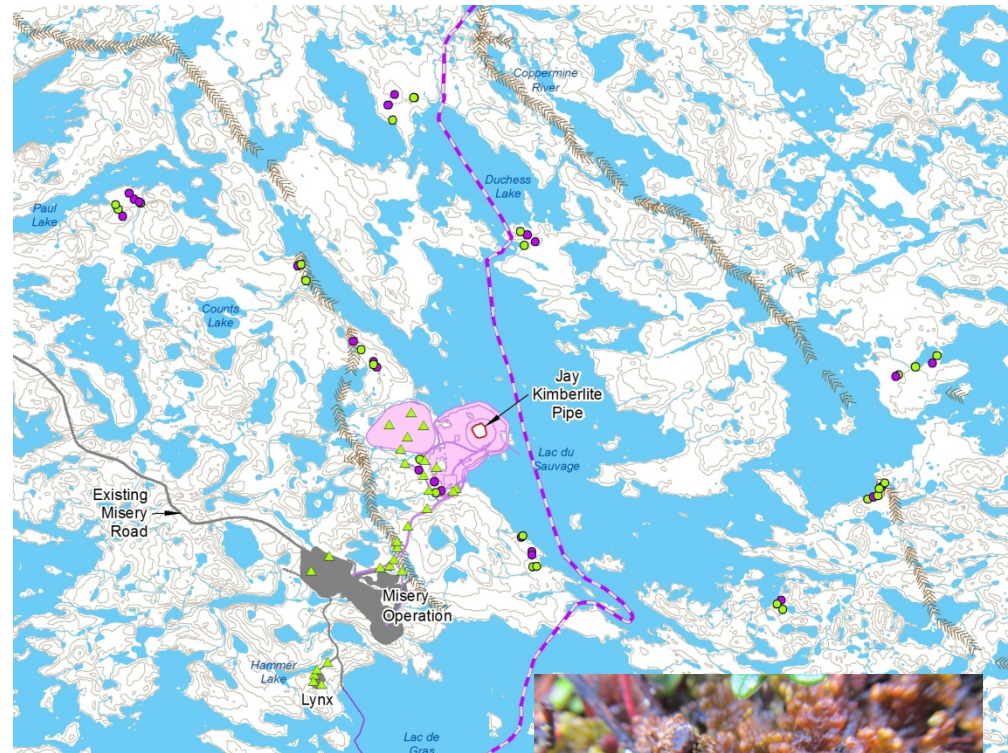 Coppermine
River
Duchess
Lake
Paul
Lake
Counts
Lake
Jay
Kimberlite
Pipe
Lac du
Sauvage
Existing
Misery
Road
Misery
Operation
Hammer
Lake
Lynx
Lac de
Gras